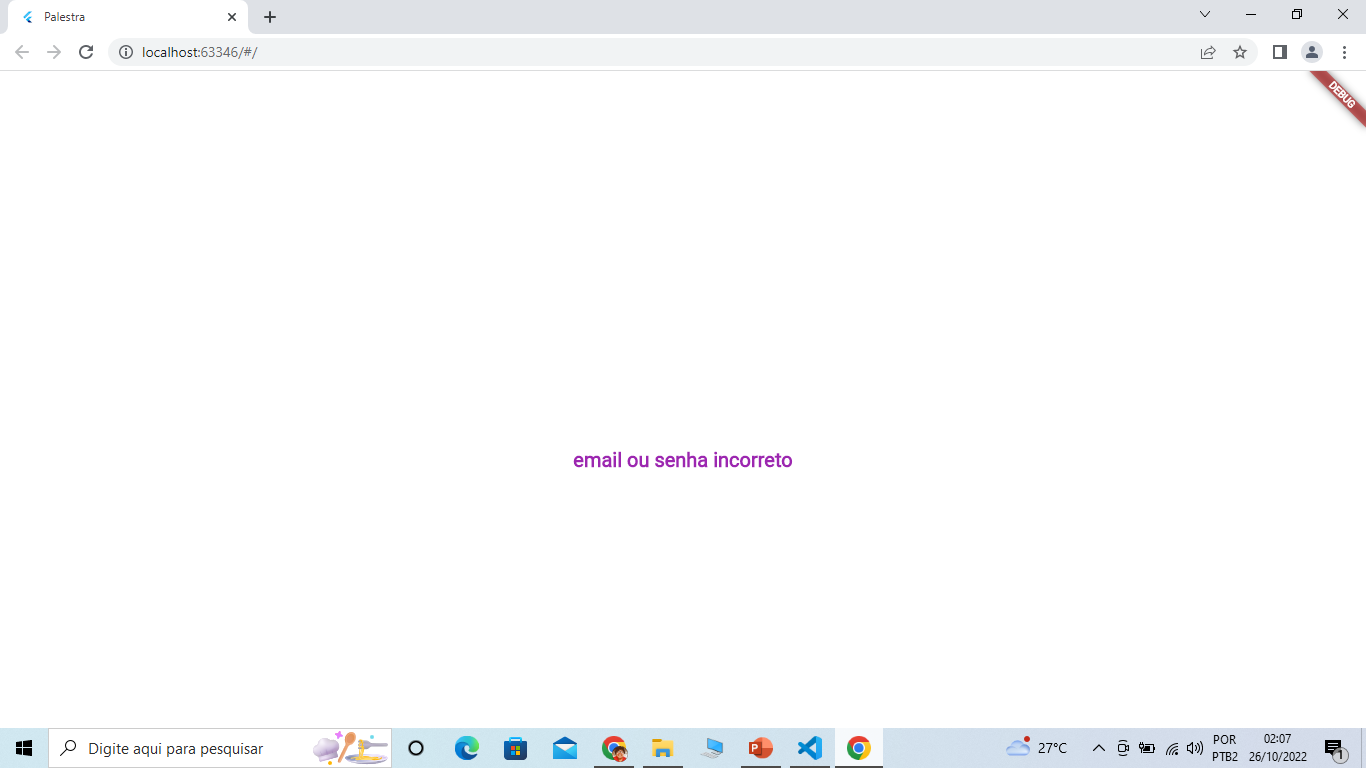 Palestra
localhost:63346/#/
DEBUG
email ou senha incorreto
Digite aqui para pesquisar
27°C
POR
PTB2
02:07
26/10/2022
1